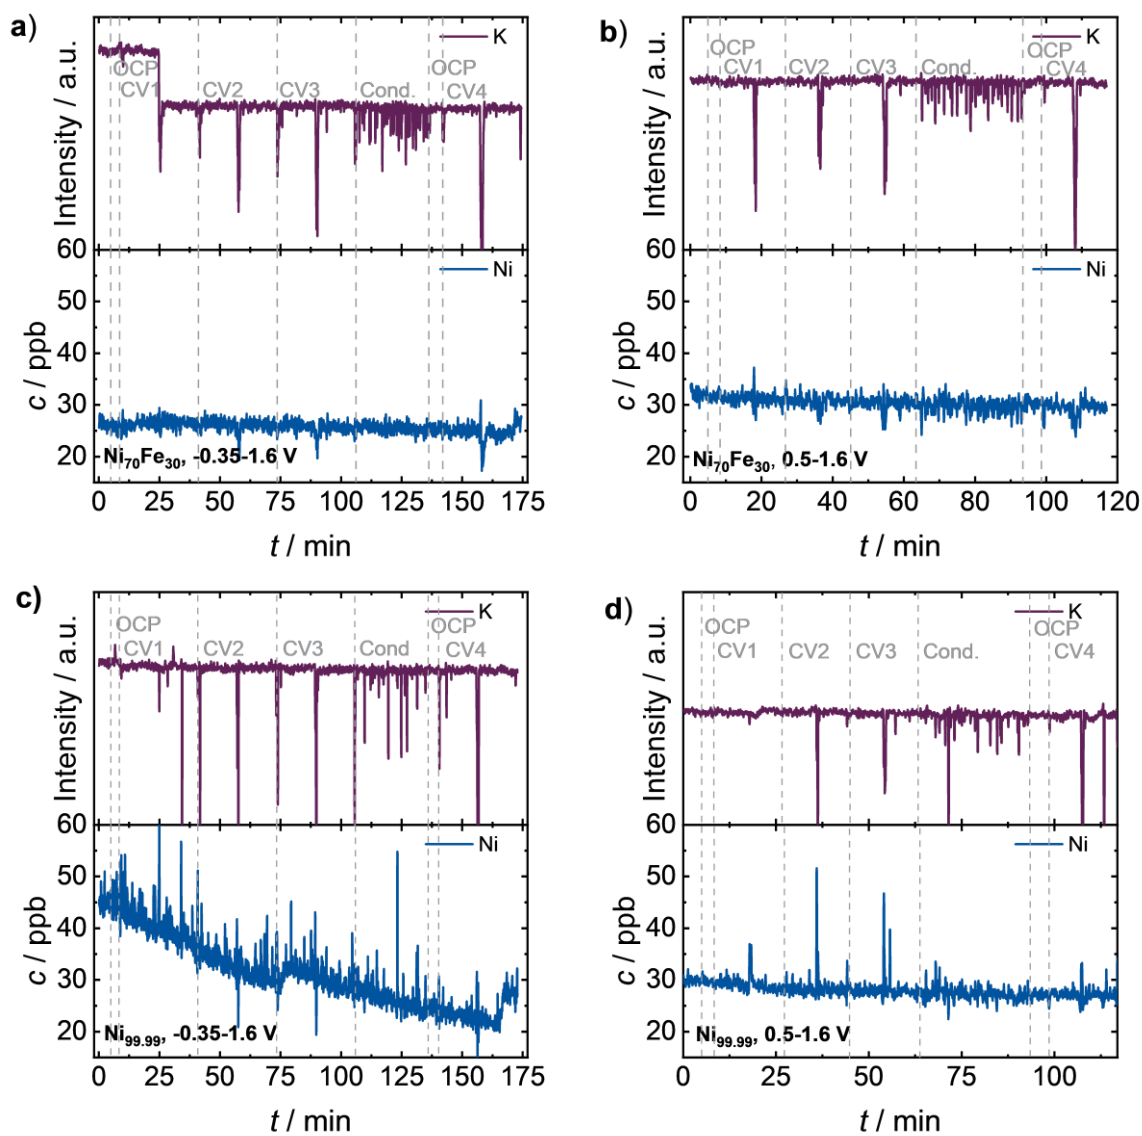 a)
K
OCP
OCP
CV1 CV2 CV3 Cond. CV4
Intensity / a.u.
60
Ni
50
40
30
20
c / ppb
Ni70Fe30, -0.35-1.6 V
0 25 50 75 100 125 150 175
t / min
b)
K
OCP
OCP
CV1 CV2 CV3 Cond. CV4
Intensity / a.u.
60
Ni
50
40
30
20
c / ppb
Ni70Fe30, 0.5-1.6 V
0 20 40 60 80 100 120
t / min
c)
K
OCP
OCP
CV1 CV2 CV3 Cond CV4
Intensity / a.u.
60
Ni
50
40
30
20
c / ppb
Ni99.99, -0.35-1.6 V
0 25 50 75 100 125 150 175
t / min
d)
K
OCP
OCP
CV1 CV2 CV3 Cond. CV4
Intensity / a.u.
60
Ni
50
40
30
20
c / ppb
Ni99.99, 0.5-1.6 V
0 25 50 75 100
t / min